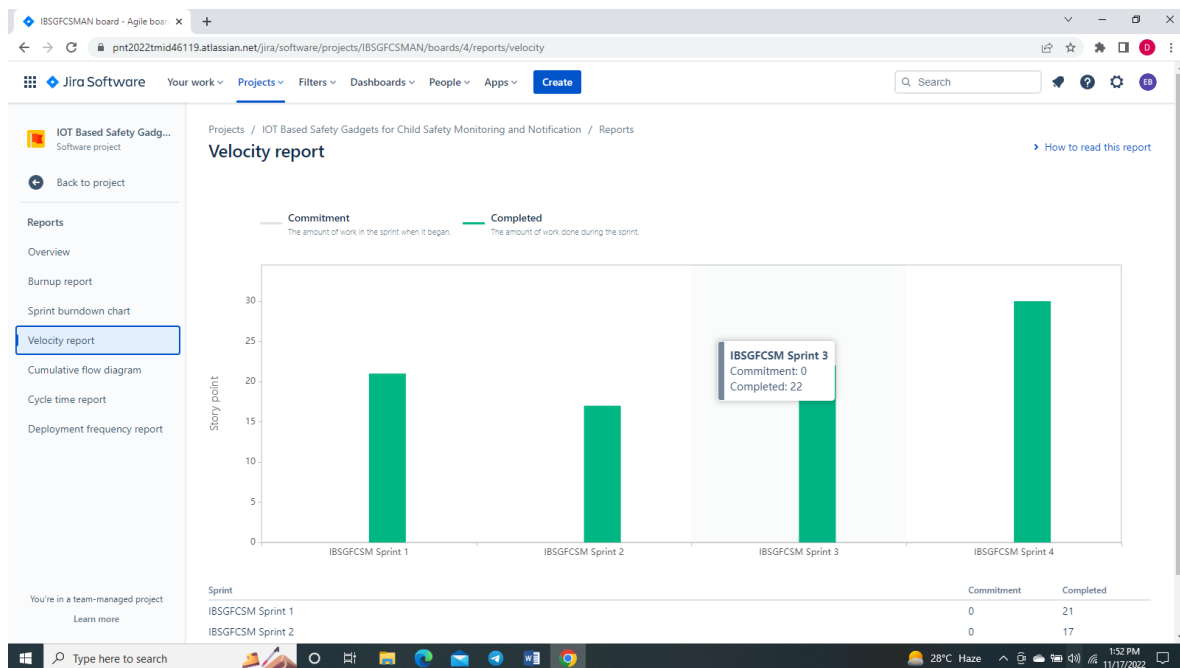 IBSGFCSMAN board - Agile boar
pnt2022tmid46119.atlassian.net/jira/software/projects/IBSGFCSMAN/boards/4/reports/velocity
D
Jira Software Your work Projects Filters Dashboards People Apps Create Search EB
IOT Based Safety Gadg...
Software project
Back to project
Reports
Overview
Burnup report
Sprint burndown chart
Velocity report
Cumulative flow diagram
Cycle time report
Deployment frequency report
You're in a team-managed project
Learn more
Projects / IOT Based Safety Gadgets for Child Safety Monitoring and Notification / Reports
Velocity report
How to read this report
Commitment
The amount of work in the sprint when it began.
Completed
The amount of work done during the sprint.
Story point
30
25
20
15
10
5
0
IBSGFCSM Sprint 3
Commitment: 0
Completed: 22
IBSGFCSM Sprint 1 IBSGFCSM Sprint 2 IBSGFCSM Sprint 3 IBSGFCSM Sprint 4
Sprint Commitment Completed
IBSGFCSM Sprint 1 0 21
IBSGFCSM Sprint 2 0 17
Type here to search
28°C Haze
1:52 PM
11/17/2022